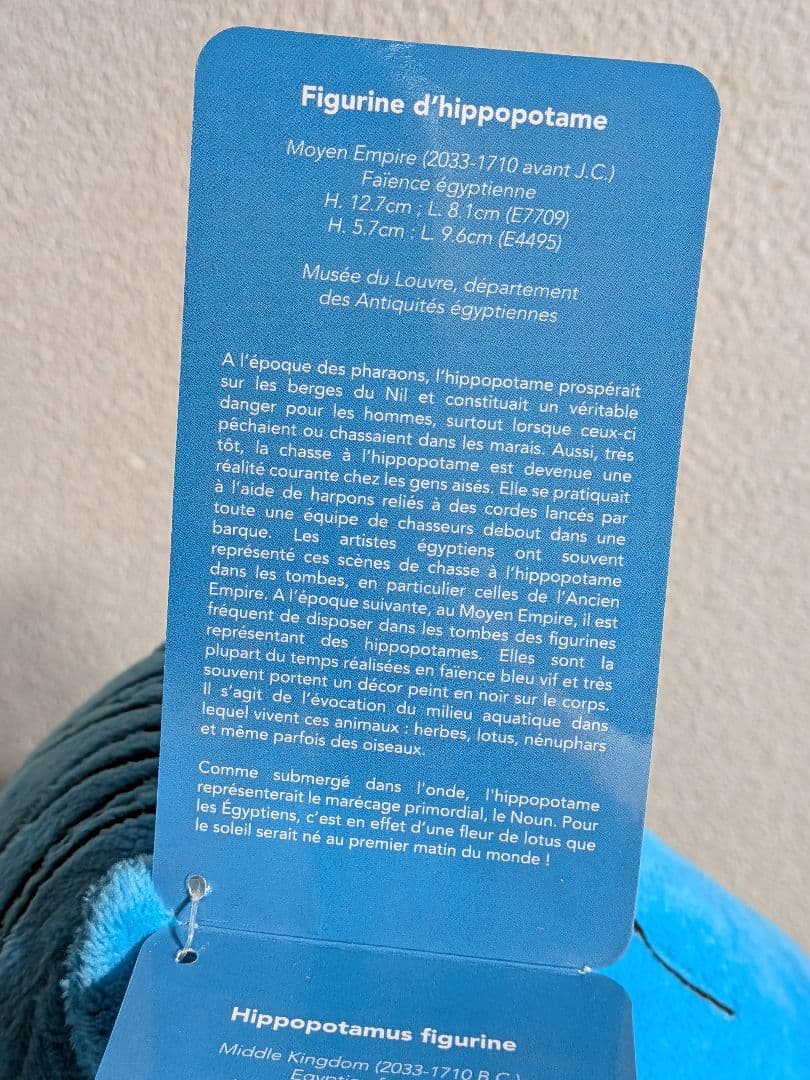 Figurine d'hippopotame
Moyen Empire (2033-1710 avant J.C.)
Faïence égyptienne
H. 12.7cm ; L. 8.1cm (E7709)
H. 5.7cm : L. 9.6cm (E4495)
Musée du Louvre, département
des Antiquités égyptiennes
A l'époque des pharaons, l'hippopotame prospérait
sur les berges du Nil et constituait un véritable
danger pour les hommes, surtout lorsque ceux-ci
pêchaient ou chassaient dans les marais. Aussi, très
tôt, la chasse à l'hippopotame est devenue une
réalité courante chez les gens aisés. Elle se pratiquait
à l'aide de harpons reliés à des cordes lancés par
toute une équipe de chasseurs debout dans une
barque. Les artistes égyptiens ont souvent
représenté ces scènes de chasse à l'hippopotame
dans les tombes, en particulier celles de l'Ancien
Empire. A l'époque suivante, au Moyen Empire, il est
fréquent de disposer dans les tombes des figurines
représentant des hippopotames. Elles sont la
plupart du temps réalisées en faïence bleu vif et très
souvent portent un décor peint en noir sur le corps.
Il s'agit de l'évocation du milieu aquatique dans
lequel vivent ces animaux : herbes, lotus, nénuphars
et même parfois des oiseaux.
Comme submergé dans l'onde, l'hippopotame
représenterait le marécage primordial, le Noun. Pour
les Égyptiens, c'est en effet d'une fleur de lotus que
le soleil serait né au premier matin du monde !
Hippopotamus figurine
Middle Kingdom (2033-1710 B.C.)